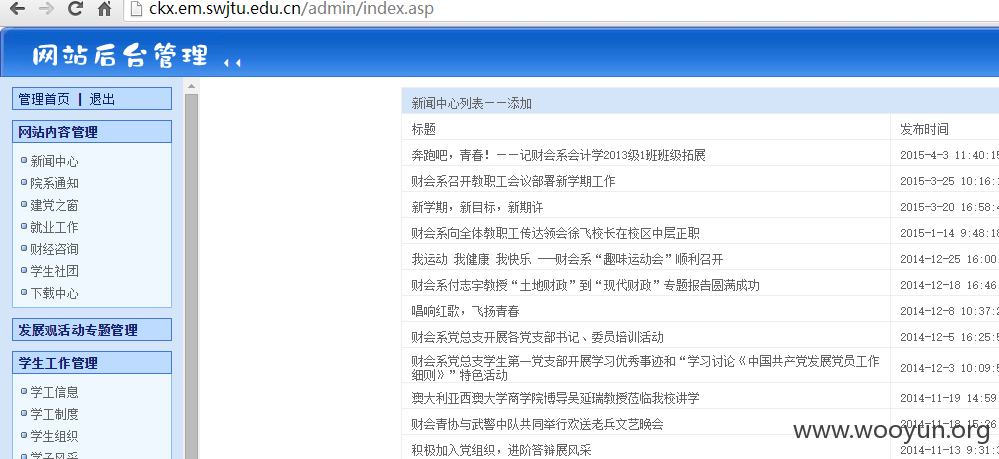 ckx.em.swjtu.edu.cn/admin/index.asp
网站后台管理
管理首页 | 退出
网站内容管理
新闻中心
院系通知
建党之窗
就业工作
财经咨询
学生社团
下载中心
发展观活动专题管理
学生工作管理
学工信息
学工制度
学生组织
学子风采
新闻中心列表——添加
标题 发布时间
奔跑吧，青春！——记财会系会计学2013级1班班级拓展 2015-4-3 11:40:15
财会系召开教职工会议部署新学期工作 2015-3-25 10:16:
新学期，新目标，新期许 2015-3-20 16:58:4
财会系向全体教职工传达领会徐飞校长在校区中层正职 2015-1-14 9:48:18
我运动 我健康 我快乐 ——财会系“趣味运动会”顺利召开 2014-12-25 16:00
财会系付志宇教授“土地财政”到“现代财政”专题报告圆满成功 2014-12-18 16:46
唱响红歌，飞扬青春 2014-12-8 10:37:2
财会系党总支开展各党支部书记、委员培训活动 2014-12-5 16:25:5
财会系党总支学生第一党支部开展学习优秀事迹和“学习讨论《中国共产党发展党员工作
细则》”特色活动 2014-12-3 10:09:5
澳大利亚西澳大学商学院博导吴延瑞教授莅临我校讲学 2014-11-19 14:59
财会青协与武警中队共同举行欢送老兵文艺晚会 2014-11-18 15:26
积极加入党组织，进阶答辩展风采 2014-11-13 9:31:3
www.wooyun.org